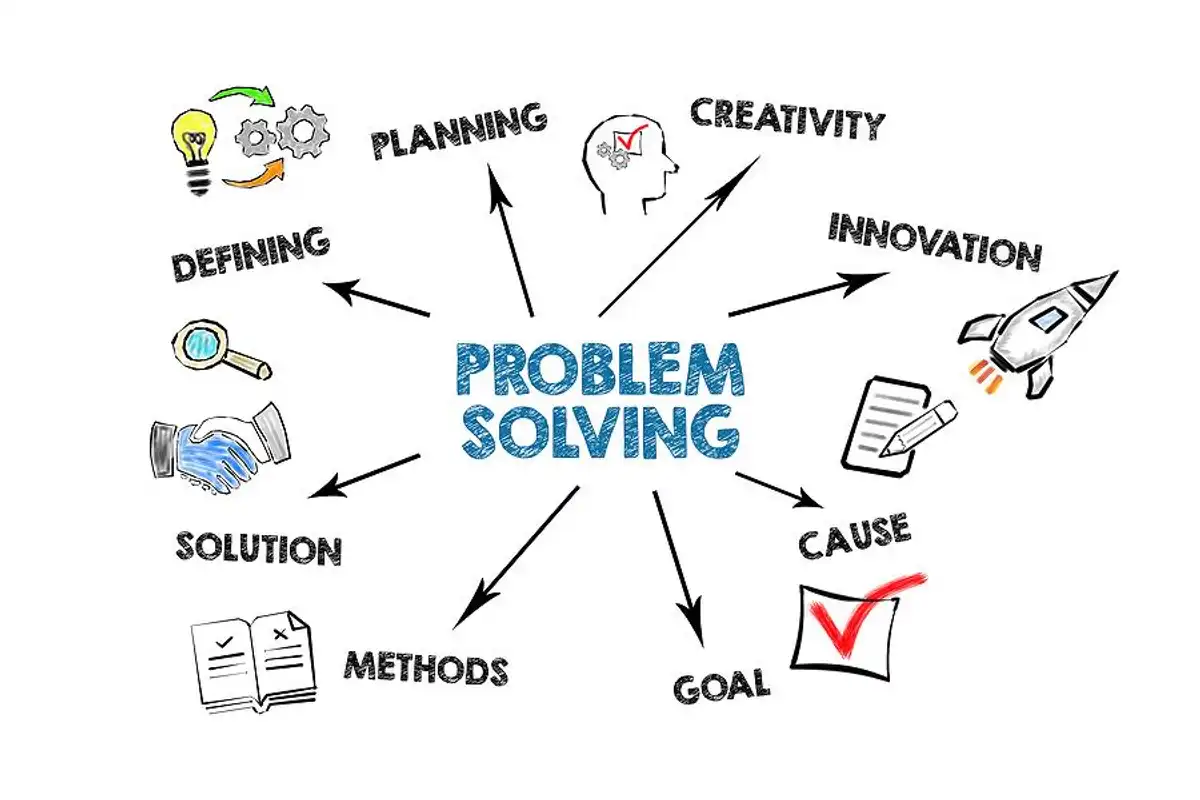 PLANNING
CREATIVITY
DEFINING
INNOVATION
PROBLEM
SOLVING
SOLUTION
CAUSE
METHODS
GOAL